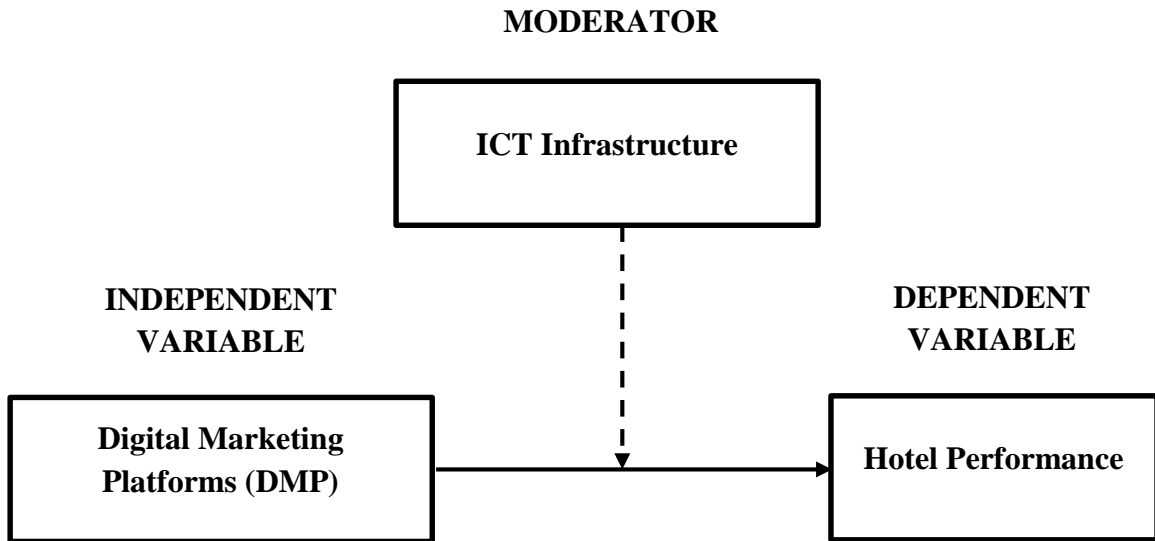 MODERATOR
ICT Infrastructure
INDEPENDENT
VARIABLE
DEPENDENT
VARIABLE
Digital Marketing
Platforms (DMP)
Hotel Performance